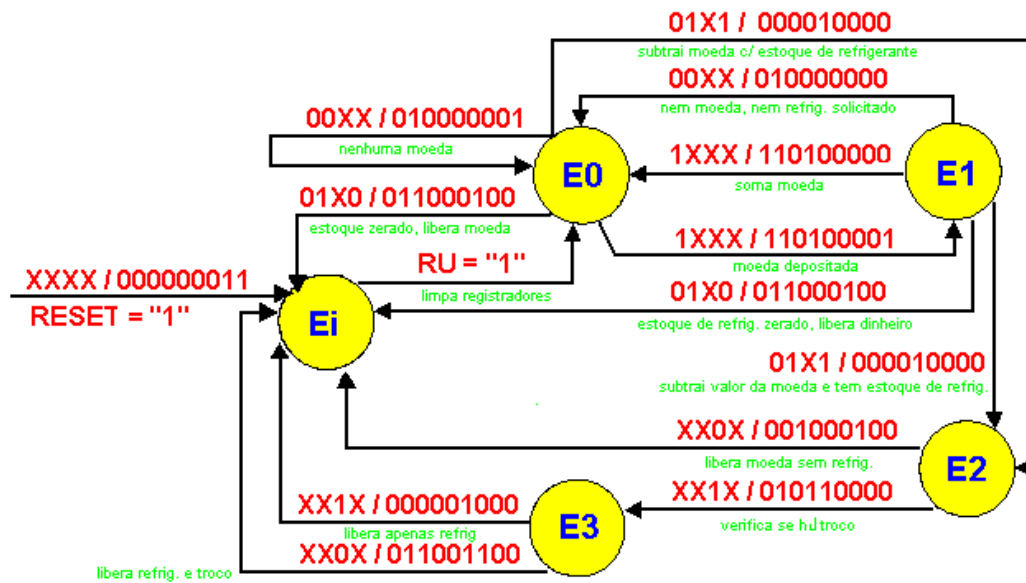 01X1 / 000010000
subtrai moeda c/ estoque de refrigerante
00XX / 010000000
nem moeda, nem refrig. solicitado
00XX / 010000001
nenhuma moeda
E0
1XXX / 110100000
soma moeda
E1
01X0 / 011000100
estoque zerado, libera moeda
1XXX / 110100001
moeda depositada
RU = "1"
limpa registradores
XXXX / 000000011
RESET = "1"
Ei
01X0 / 011000100
estoque de refrig. zerado, libera dinheiro
01X1 / 000010000
subtrai valor da moeda e tem estoque de refrig.
XX0X / 001000100
libera moeda sem refrig.
E2
XX1X / 010110000
verifica se há troco
XX1X / 000001000
libera apenas refrig
E3
XX0X / 011001100
libera refrig. e troco